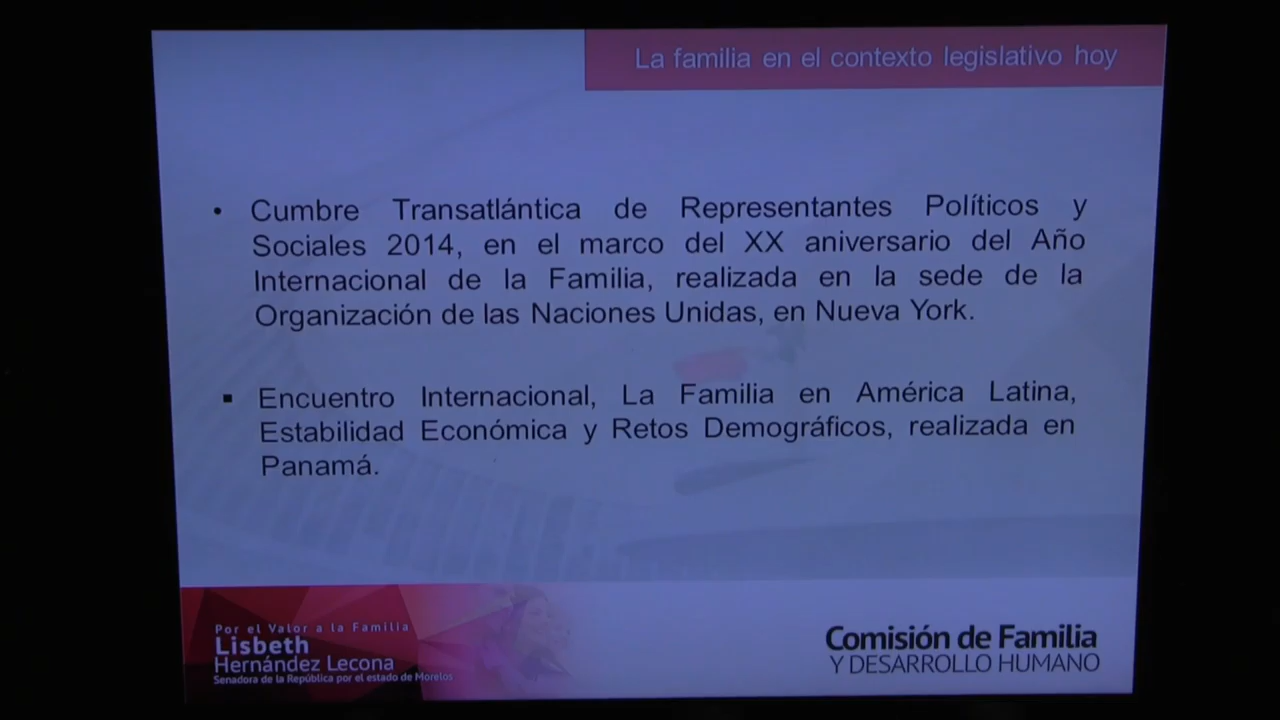 La familia en el contexto legislativo hoy
• Cumbre Transatlántica de Representantes Políticos y
Sociales 2014, en el marco del XX aniversario del Año
Internacional de la Familia, realizada en la sede de la
Organización de las Naciones Unidas, en Nueva York.
▪ Encuentro Internacional, La Familia en América Latina,
Estabilidad Económica y Retos Demográficos, realizada en
Panamá.
Por el Valor a la Familia
Lisbeth
Hernández Lecona
Senadora de la República por el estado de Morelos
Comisión de Familia
Y DESARROLLO HUMANO